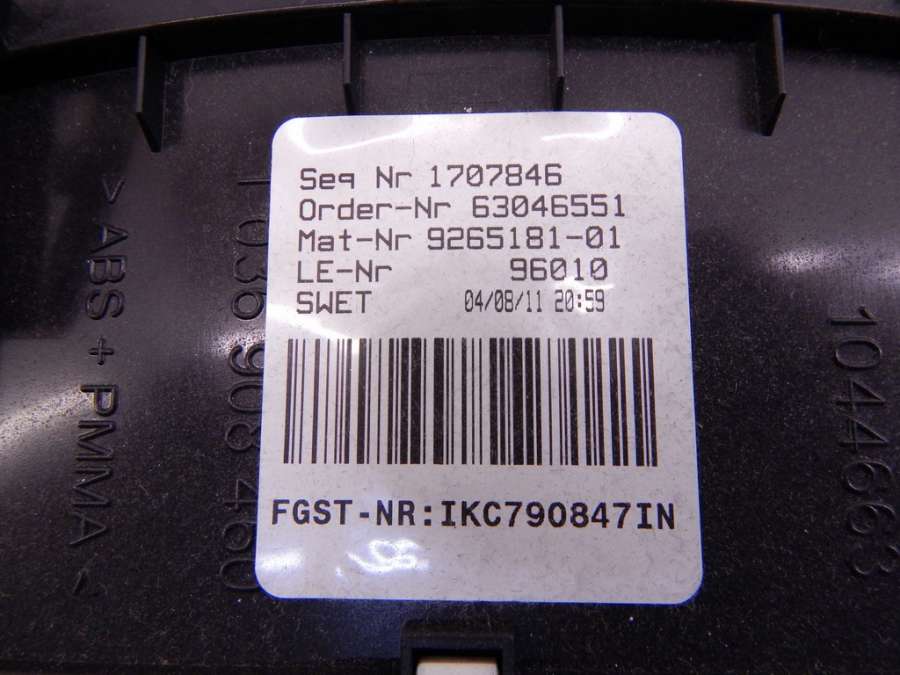 Seq Nr 1707846
Order-Nr 63046551
Mat-Nr 9265181-01
LE-Nr 96010
SWET 04/08/11 20:59
FGST-NR:IKC790847IN
>ABS + PMMA<
1 036 908 460
1044663